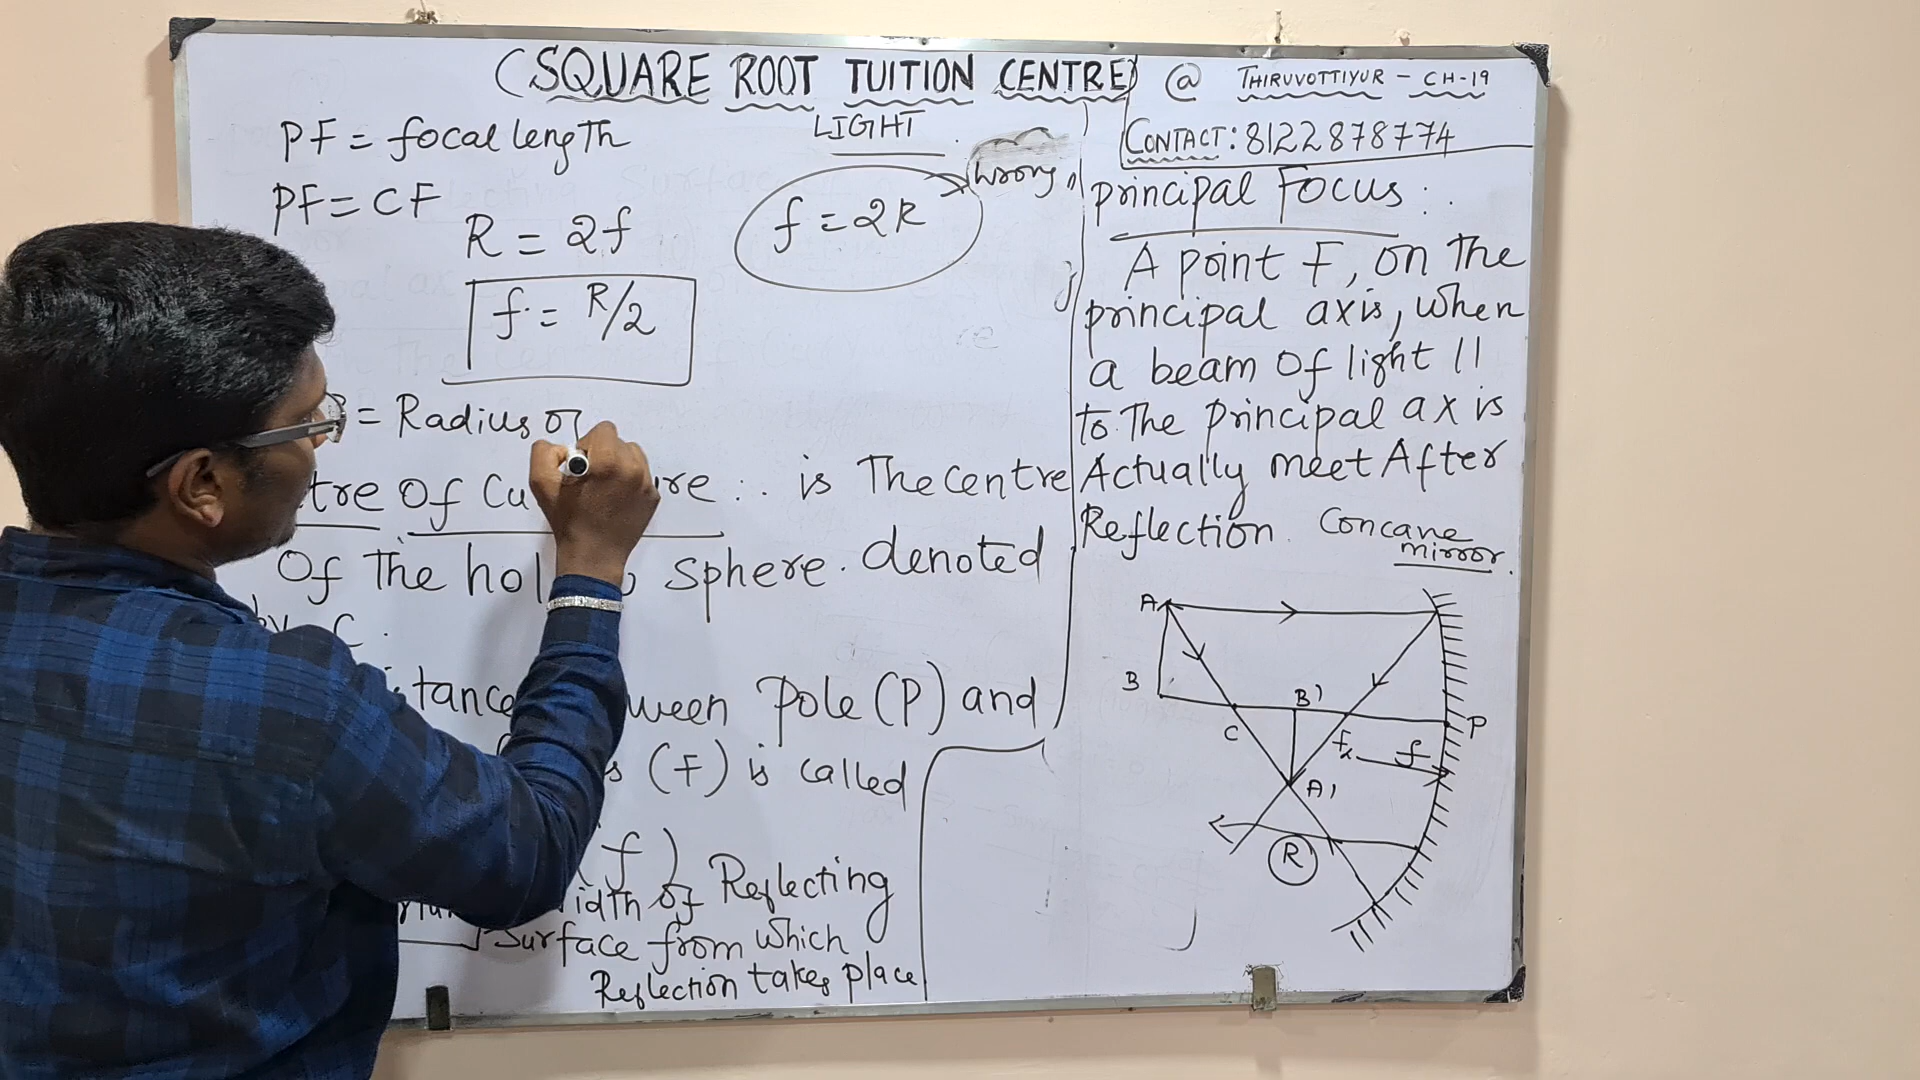 (SQUARE ROOT TUITION CENTRE) @ THIRUVOTTIYUR - CH-19
LIGHT
CONTACT: 8122878774
PF = focal length
PF = CF
R = 2f
f = R/2
f = 2R
wrong
= Radius of
of : is The centre
Of The sphere. denoted
C.
Pole (P) and
(F) is called
(f)
of Reflecting
Surface from which
Reflection takes place
principal Focus :
A point F, on The
principal axis, when
a beam of light ||
to The principal axis
Actually meet After
Reflection. Concave
mirror.
A
B
B'
P
C
F
f
A'
R